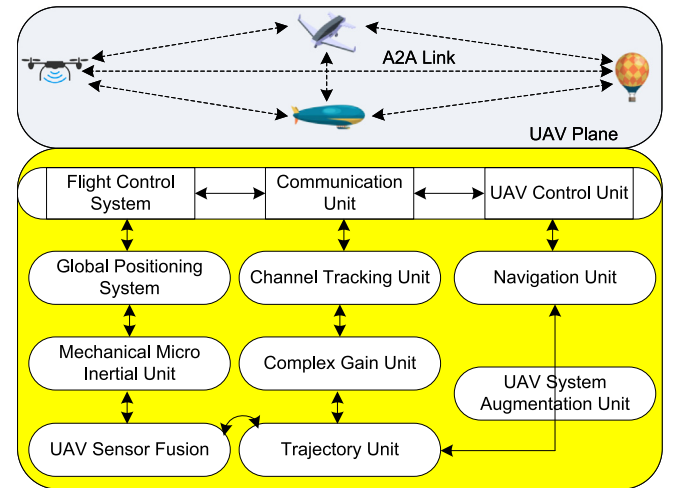 A2A Link
UAV Plane
Flight Control
System
Communication
Unit
UAV Control Unit
Global Positioning
System
Channel Tracking Unit
Navigation Unit
Mechanical Micro
Inertial Unit
Complex Gain Unit
UAV System
Augmentation Unit
UAV Sensor Fusion
Trajectory Unit